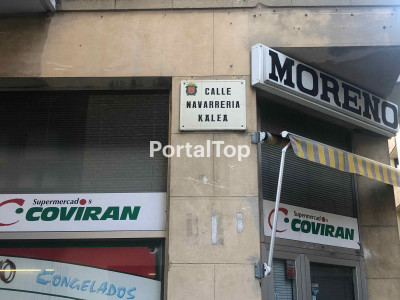 CALLE
NAVARRERIA
KALEA
MORENO
PortalTop
Supermercados
COVIRAN
Supermercados
COVIRAN
CONGELADOS